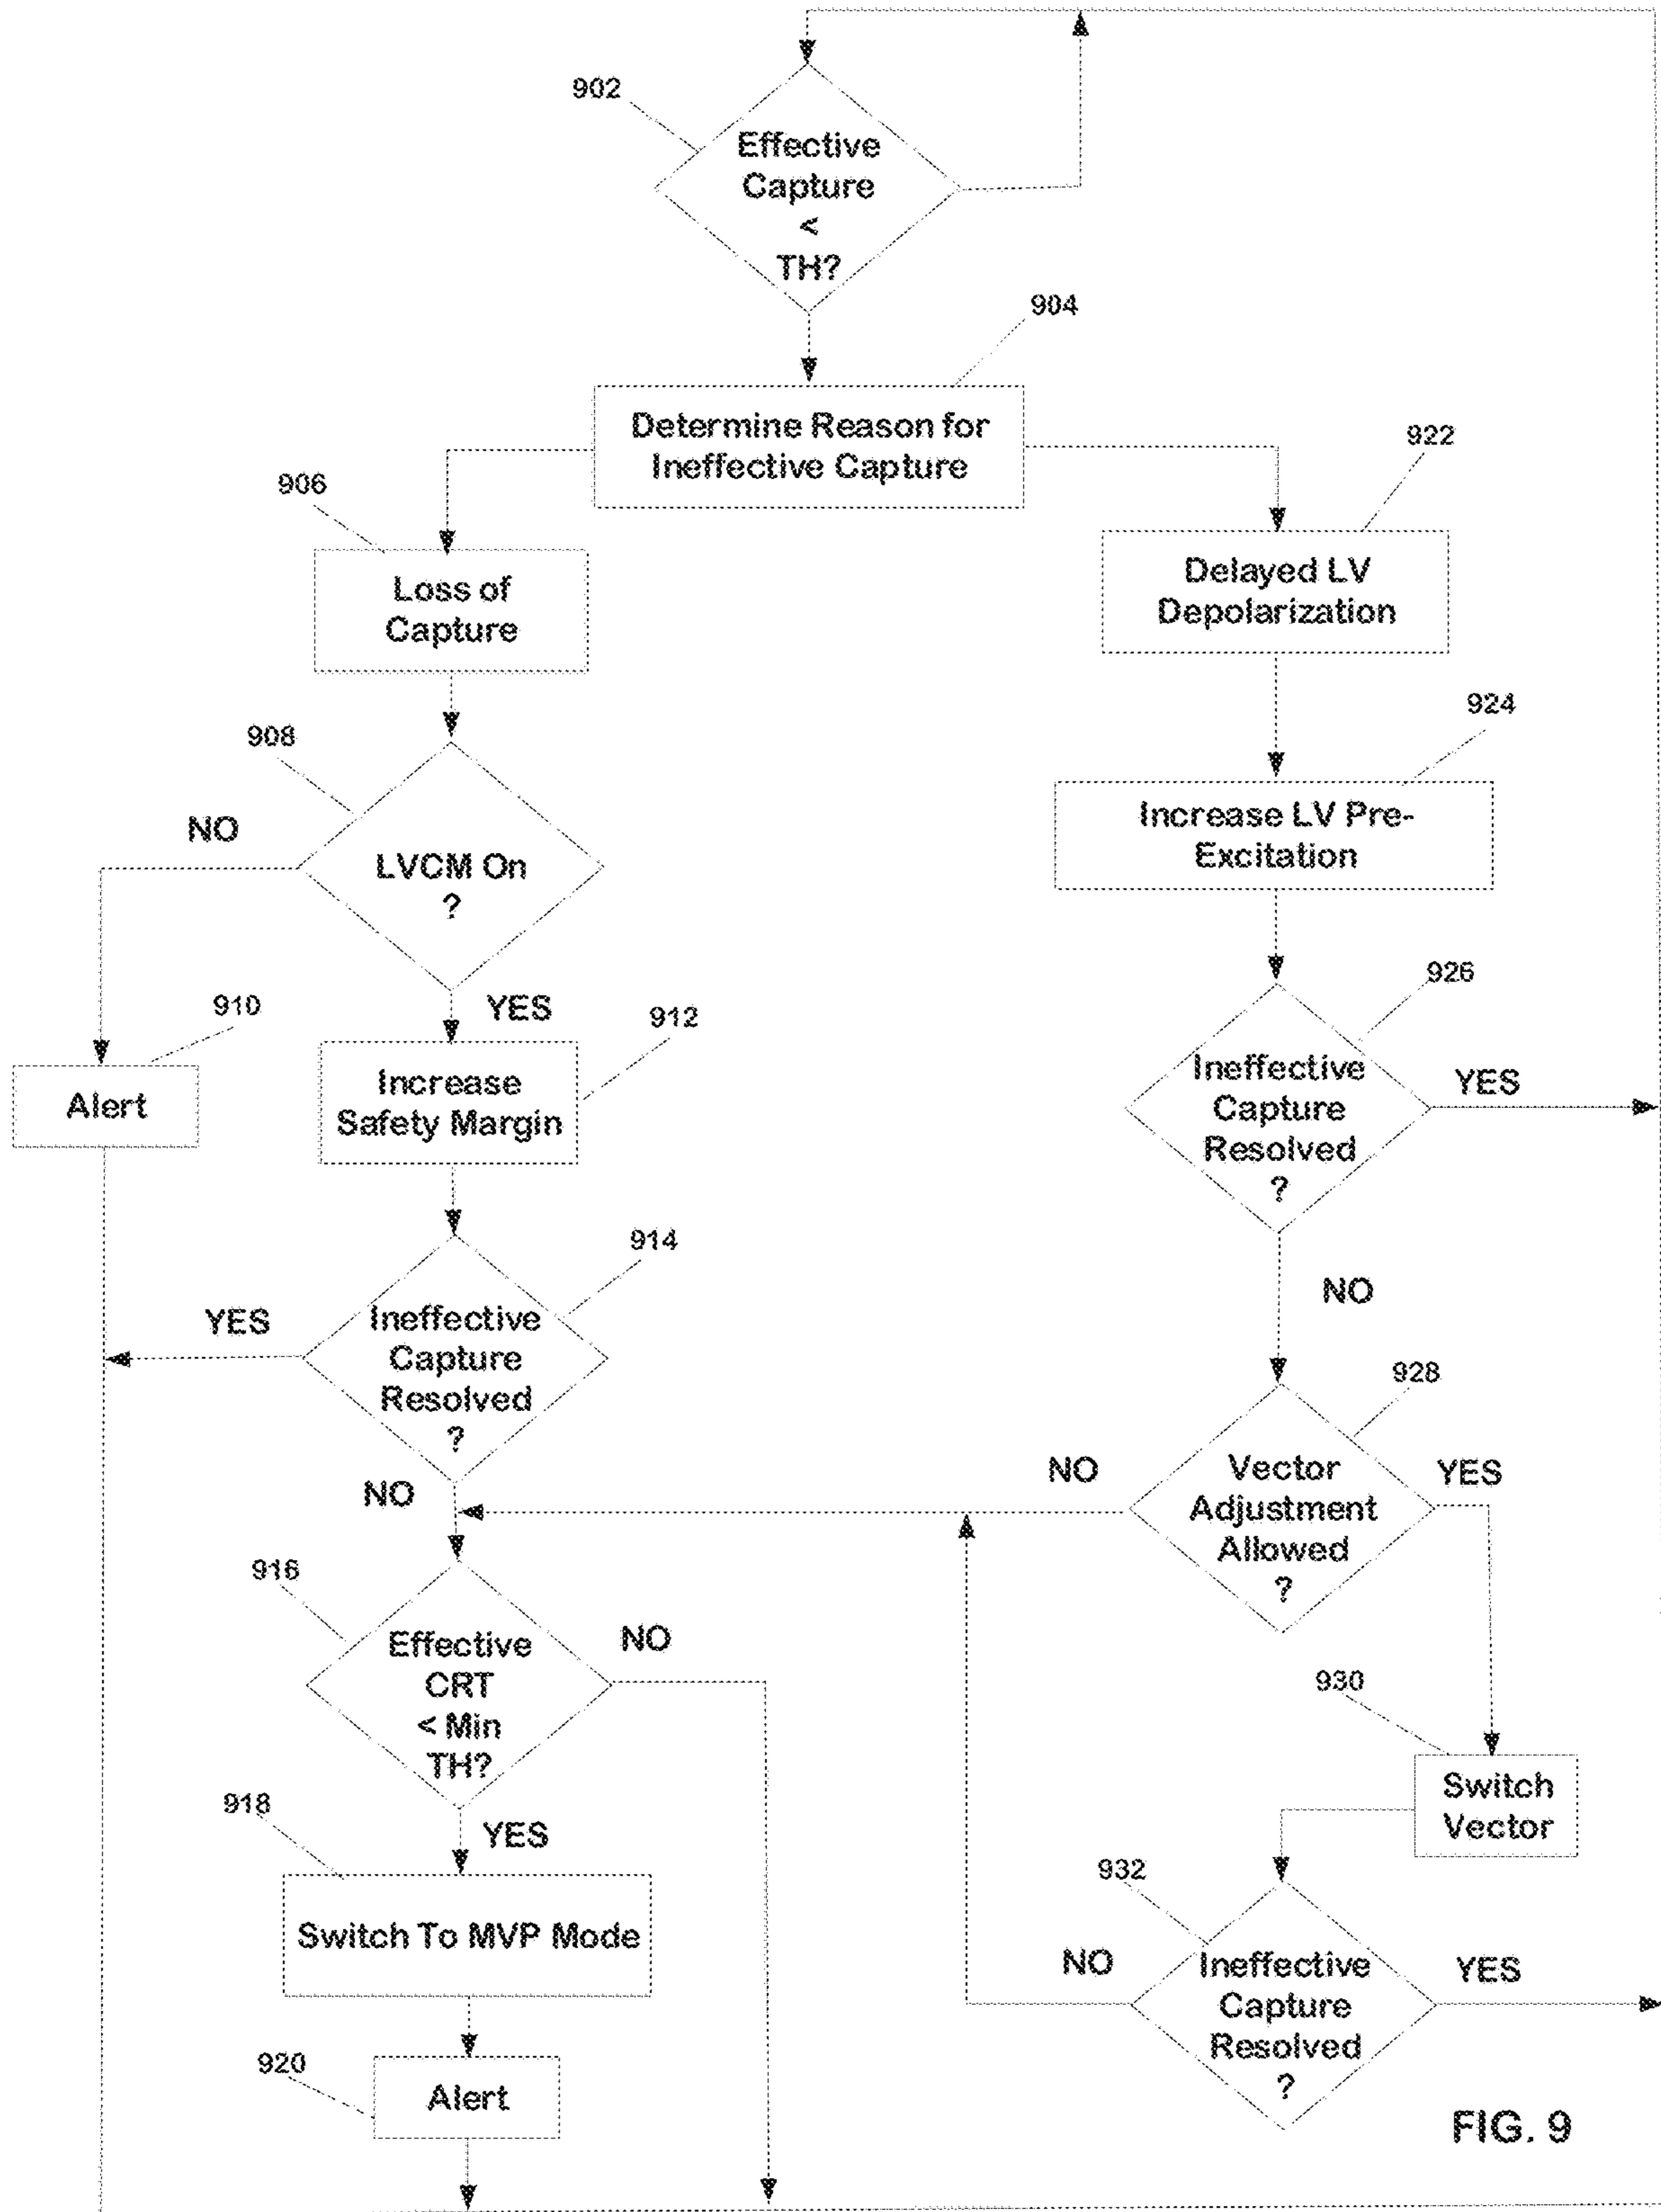 902
Effective
Capture
<
TH?
904
Determine Reason for
Ineffective Capture
922
906
Loss of
Capture
Delayed LV
Depolarization
924
908
NO
LVCM On
?
Increase LV Pre-
Excitation
926
910
YES
912
Alert
Increase
Safety Margin
Ineffective
Capture
Resolved
?
YES
914
NO
YES
Ineffective
Capture
Resolved
?
928
NO
NO
Vector
Adjustment
Allowed
?
YES
916
Effective
CRT
< Min
TH?
NO
930
Switch
Vector
918
YES
932
Switch To MVP Mode
NO
Ineffective
Capture
Resolved
?
YES
920
Alert
FIG. 9